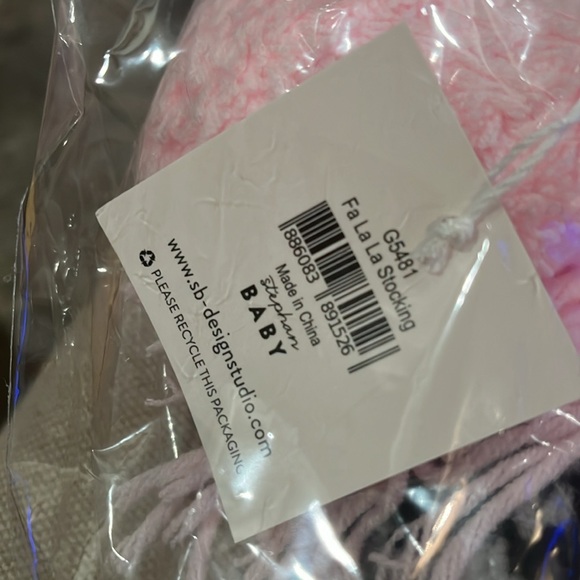 G5481
Fa La La Stocking
886083 891526
Made in China
stephan
BABY
www.sb-designstudio.com
PLEASE RECYCLE THIS PACKAGING